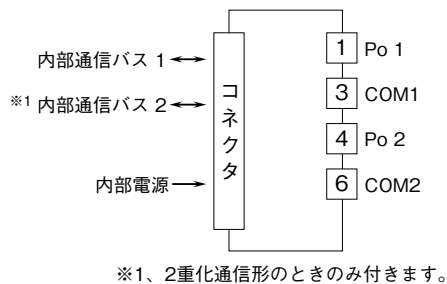 内部通信バス 1
※1 内部通信バス 2
内部電源
コネクタ
1 Po 1
3 COM1
4 Po 2
6 COM2
※1、2重化通信形のときのみ付きます。